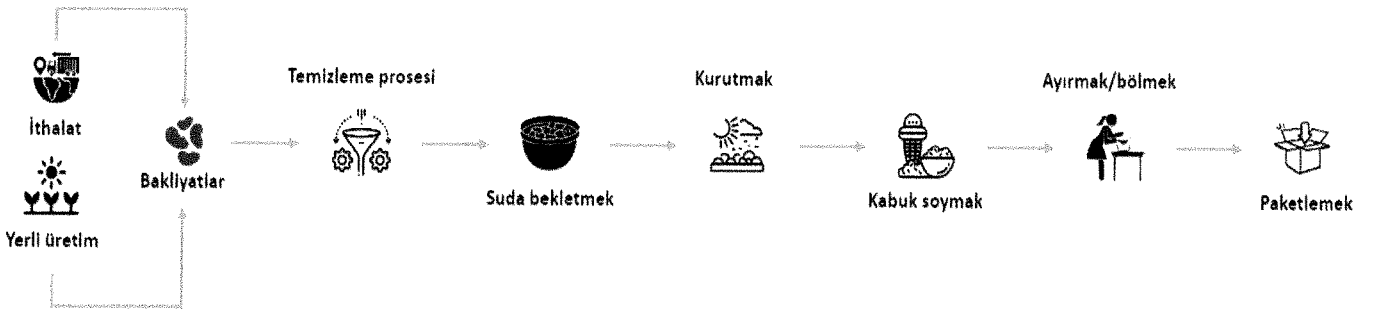 İthalat
Yerli üretim
Bakliyatlar
Temizleme prosesi
Suda bekletmek
Kurutmak
Kabuk soymak
Ayırmak/bölmek
Paketlemek